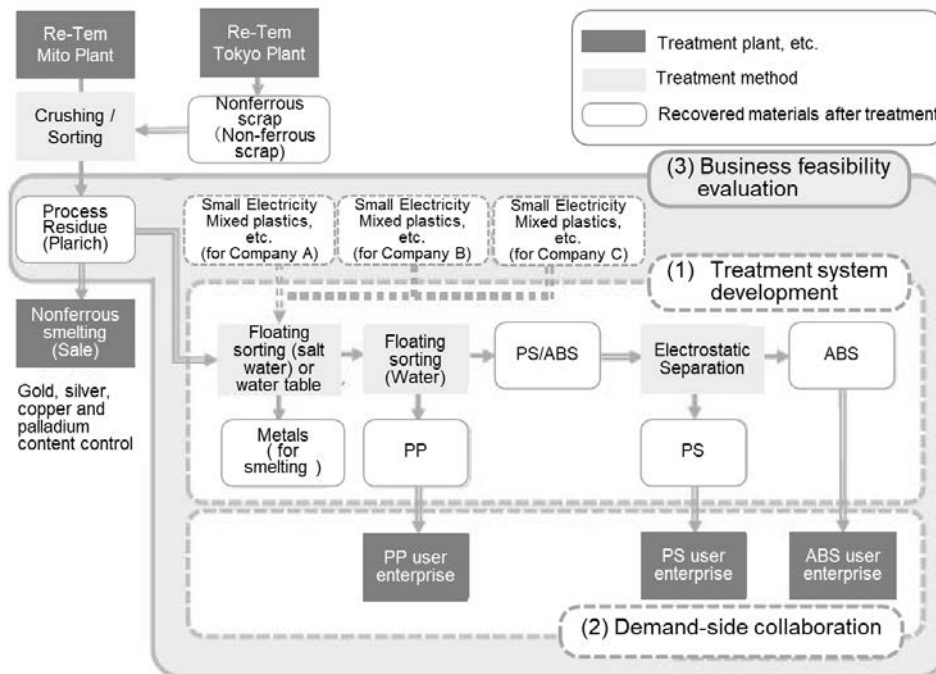 Re-Tem
Mito Plant
Re-Tem
Tokyo Plant
Treatment plant, etc.
Treatment method
Recovered materials after treatment
Crushing /
Sorting
Nonferrous
scrap
(Non-ferrous
scrap)
(3) Business feasibility
evaluation
Process
Residue
(Plarich)
Small Electricity
Mixed plastics,
etc.
(for Company A)
Small Electricity
Mixed plastics,
etc.
(for Company B)
Small Electricity
Mixed plastics,
etc.
(for Company C)
(1) Treatment system
development
Nonferrous
smelting
(Sale)
Gold, silver,
copper and
palladium
content control
Floating
sorting (salt
water) or
water table
Floating
sorting
(Water)
PS/ABS
Electrostatic
Separation
ABS
Metals
( for
smelting )
PP
PS
PP user
enterprise
PS user
enterprise
ABS user
enterprise
(2) Demand-side collaboration